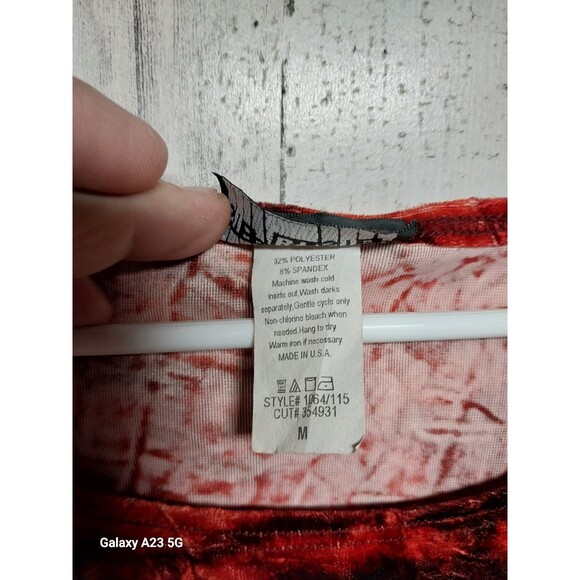 92% POLYESTER
8% SPANDEX
Machine wash cold
inside out,Wash darks
separately,Gentle cycle only
Non-chlorine bleach when
needed.Hang to dry
Warm iron if necessary
MADE IN U.S.A.
STYLE# 1064/115
CUT# 354931
M
Galaxy A23 5G